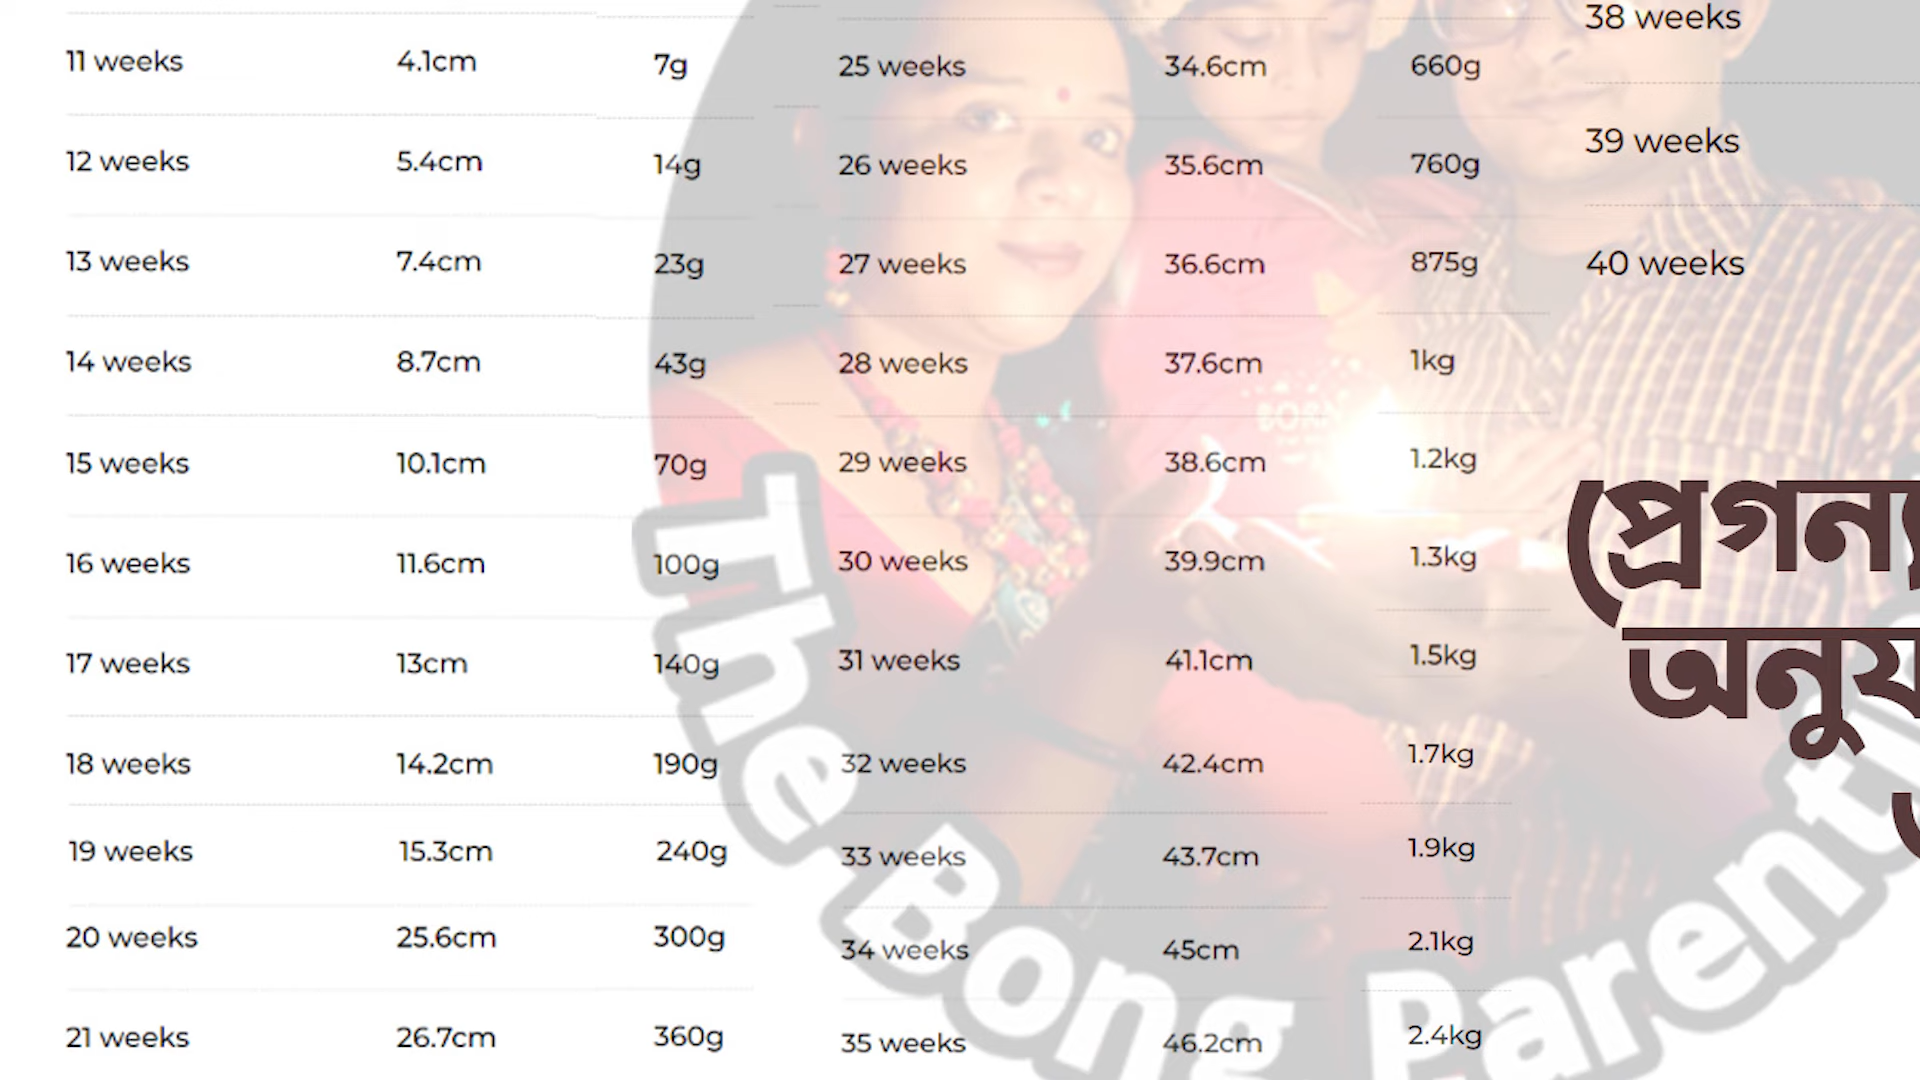 11 weeks 4.1cm 7g
12 weeks 5.4cm 14g
13 weeks 7.4cm 23g
14 weeks 8.7cm 43g
15 weeks 10.1cm 70g
16 weeks 11.6cm 100g
17 weeks 13cm 140g
18 weeks 14.2cm 190g
19 weeks 15.3cm 240g
20 weeks 25.6cm 300g
21 weeks 26.7cm 360g
25 weeks 34.6cm 660g
26 weeks 35.6cm 760g
27 weeks 36.6cm 875g
28 weeks 37.6cm 1kg
29 weeks 38.6cm 1.2kg
30 weeks 39.9cm 1.3kg
31 weeks 41.1cm 1.5kg
32 weeks 42.4cm 1.7kg
33 weeks 43.7cm 1.9kg
34 weeks 45cm 2.1kg
35 weeks 46.2cm 2.4kg
38 weeks
39 weeks
40 weeks
BORN
The Bong Parenti